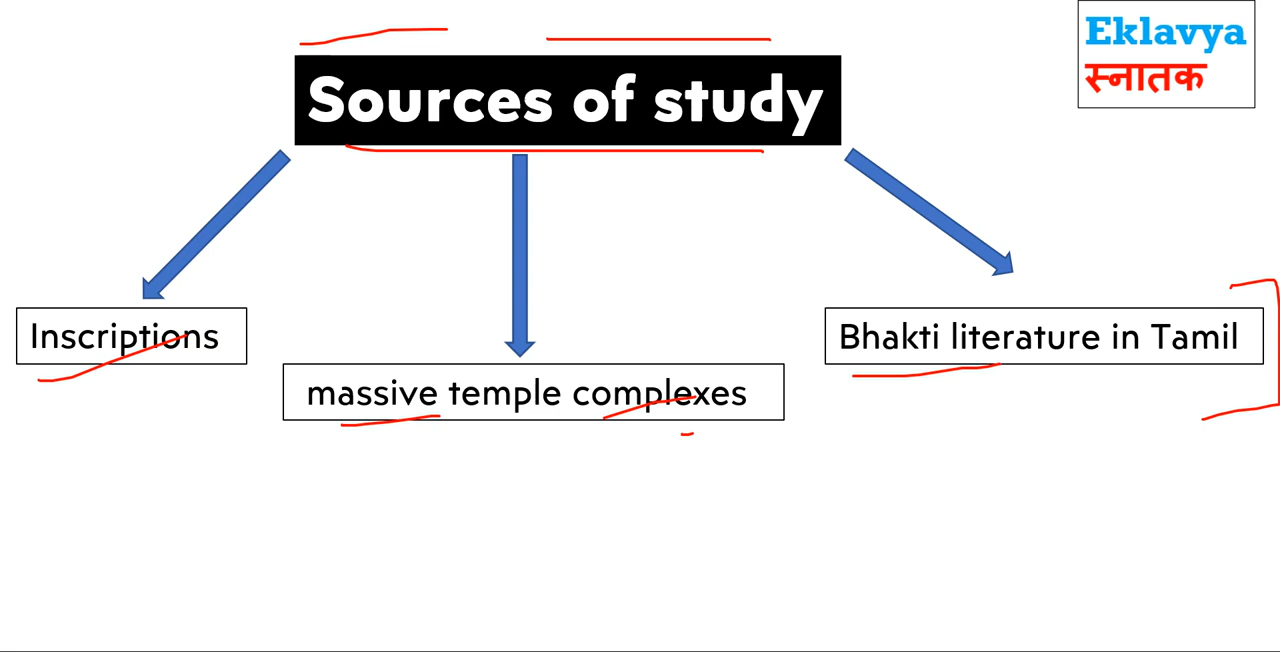 Eklavya
स्नातक
Sources of study
Inscriptions
massive temple complexes
Bhakti literature in Tamil